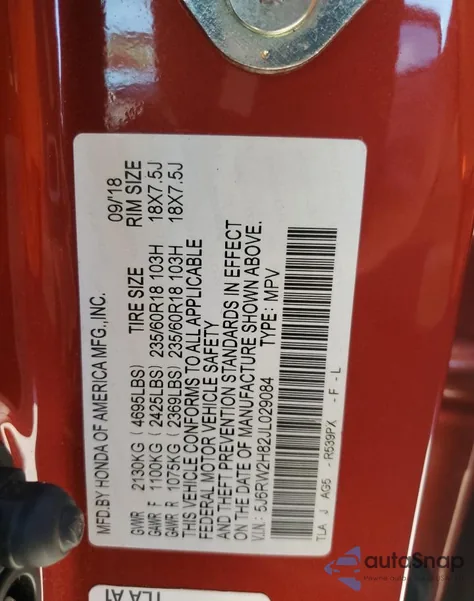 MFD.BY HONDA OF AMERICA MFG.,INC. 09/'18
GVWR 2130KG ( 4695LBS) TIRE SIZE RIM SIZE
GAWR F 1100KG ( 2425LBS) 235/60R18 103H 18X7.5J
GAWR R 1075KG ( 2369LBS) 235/60R18 103H 18X7.5J
THIS VEHICLE CONFORMS TO ALL APPLICABLE
FEDERAL MOTOR VEHICLE SAFETY
AND THEFT PREVENTION STANDARDS IN EFFECT
ON THE DATE OF MANUFACTURE SHOWN ABOVE.
V.I.N: 5J6RW2H82JL029084 TYPE: MPV
TLA J AG5 - R539PX - F - L
TLA A1
autoSnap